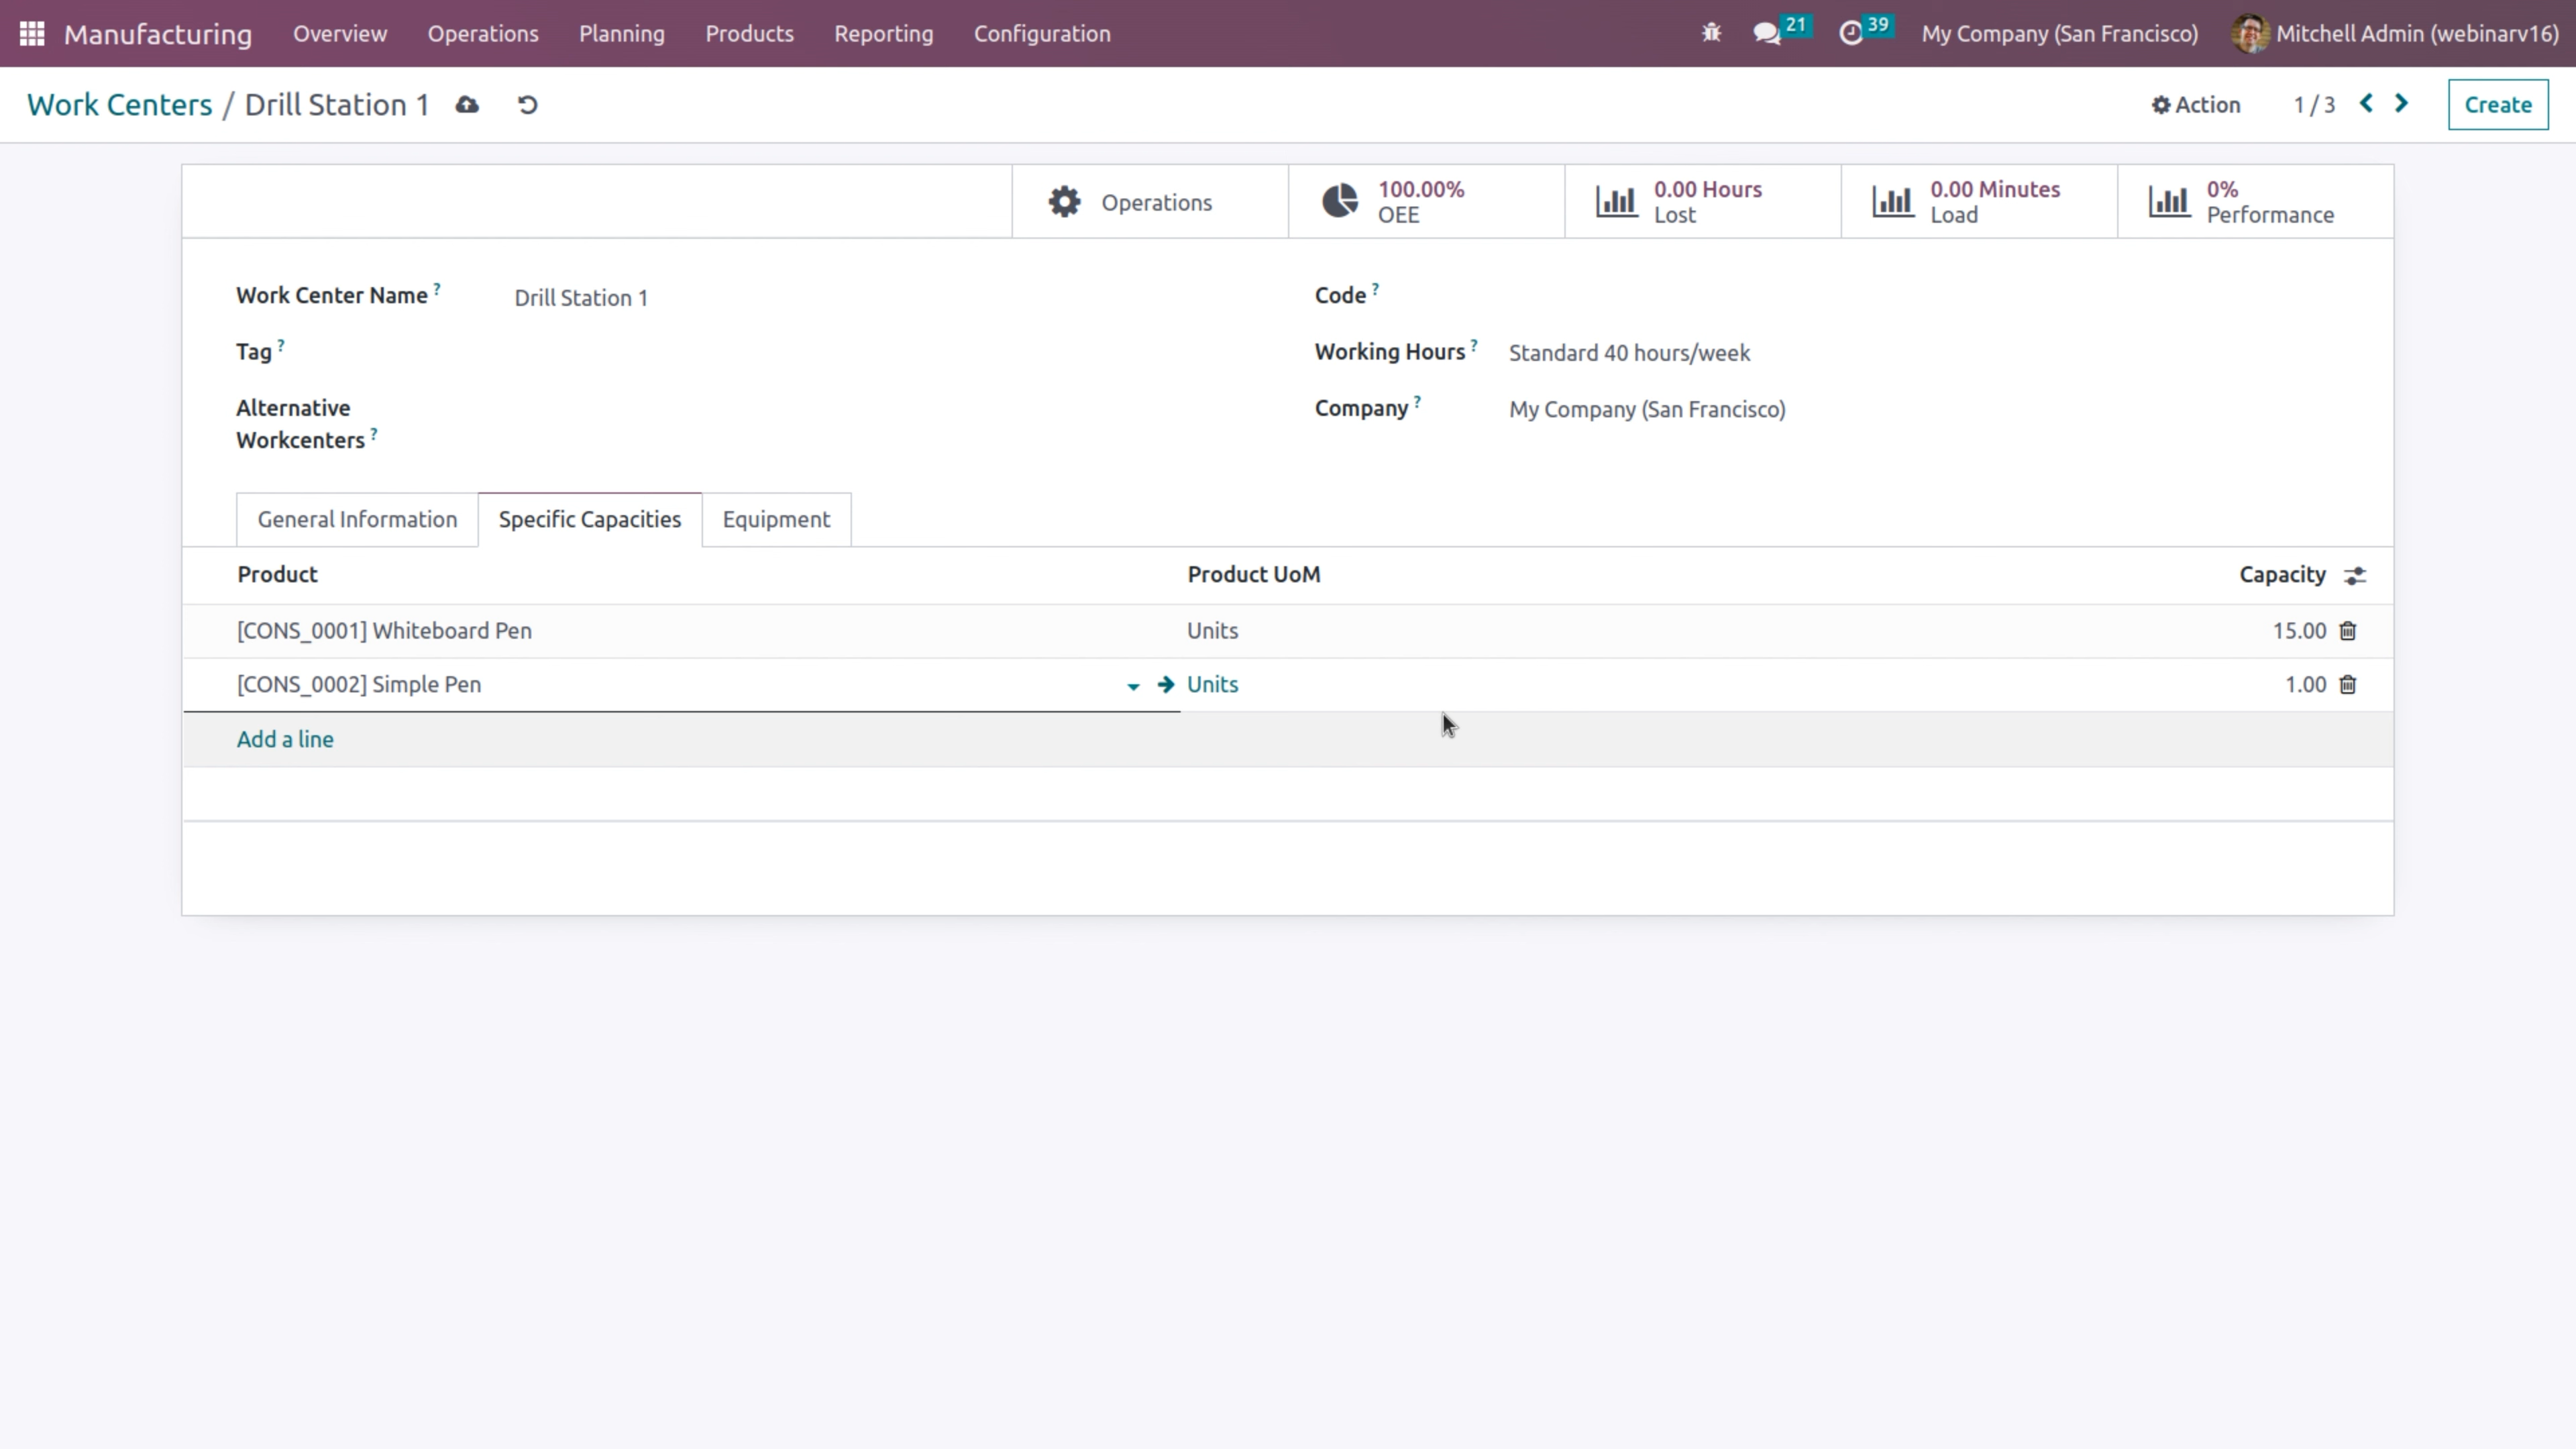 Manufacturing Overview Operations Planning Products Reporting Configuration 21 39 My Company (San Francisco) Mitchell Admin (webinarv16)
Work Centers / Drill Station 1 Action 1 / 3 Create
Operations 100.00% OEE 0.00 Hours Lost 0.00 Minutes Load 0% Performance
Work Center Name ? Drill Station 1 Code ?
Tag ? Working Hours ? Standard 40 hours/week
Alternative Workcenters ? Company ? My Company (San Francisco)
General Information Specific Capacities Equipment
Product Product UoM Capacity
[CONS_0001] Whiteboard Pen Units 15.00
[CONS_0002] Simple Pen Units 1.00
Add a line